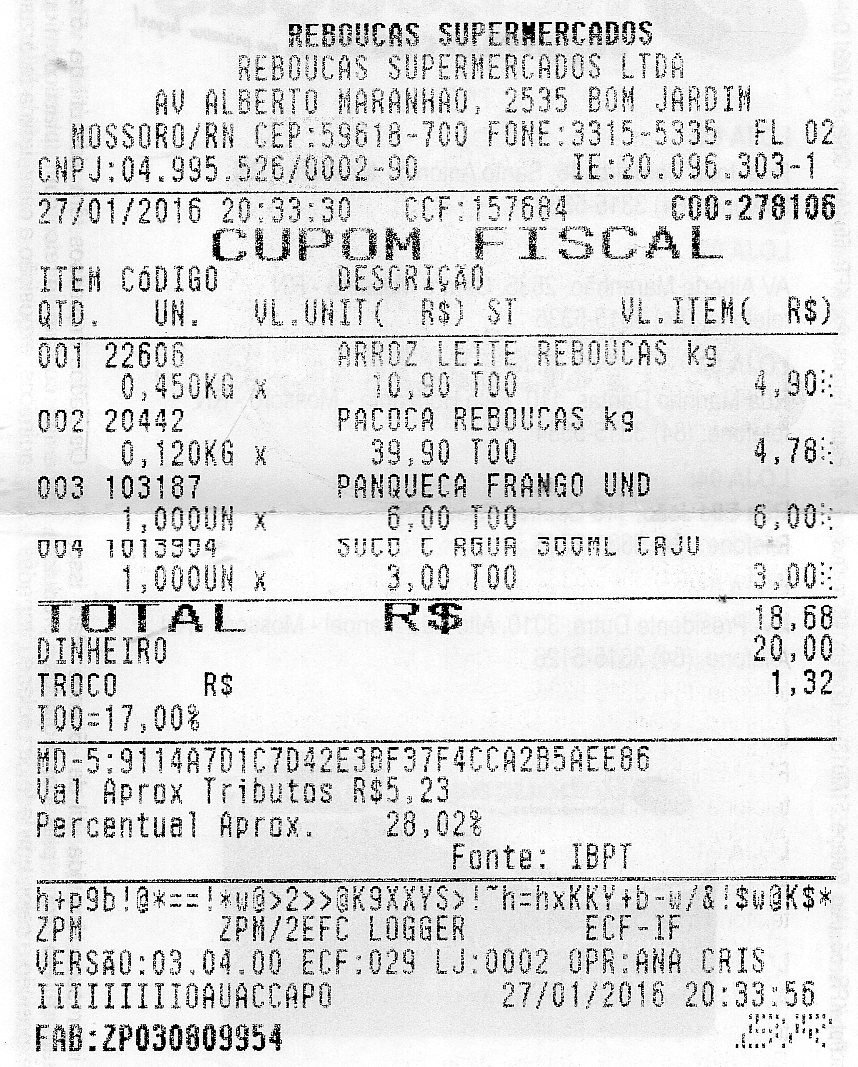 REBOUCAS SUPERMERCADOS
REBOUCAS SUPERMERCADOS LTDA
AV ALBERTO MARANHAO, 2535 BOM JARDIM
MOSSORO/RN CEP:59618-700 FONE:3315-5335 FL 02
CNPJ:04.995.526/0002-90 IE:20.096.303-1
27/01/2016 20:33:30 CCF:157684 COO:278106
CUPOM FISCAL
ITEM CóDIGO DESCRIÇÃO
QTD. UN. VL.UNIT( R$) ST VL.ITEM( R$)
001 22606 ARROZ LEITE REBOUCAS kg
0,450KG x 10,90 T00 4,90
002 20442 PACOCA REBOUCAS kg
0,120KG x 39,90 T00 4,78
003 103187 PANQUECA FRANGO UND
1,000UN x 6,00 T00 6,00
004 1013904 SUCO C AGUA 300ML CAJU
1,000UN x 3,00 T00 3,00
TOTAL R$ 18,68
DINHEIRO 20,00
TROCO R$ 1,32
T00=17,00%
MD-5:9114A7D1C7D42E3BF37F4CCA2B5AEE86
Val Aprox Tributos R$5,23
Percentual Aprox. 28,02%
Fonte: IBPT
h+p9b!@*==!*w@>2>>@K9XXYS>!~h=hxKKY+b-w/&!$w@K$*
ZPM ZPM/2EFC LOGGER ECF-IF
VERSãO:03.04.00 ECF:029 LJ:0002 OPR:ANA CRIS
IIIIIIIIIOAUACCAPO 27/01/2016 20:33:56
FAB:ZP030809954